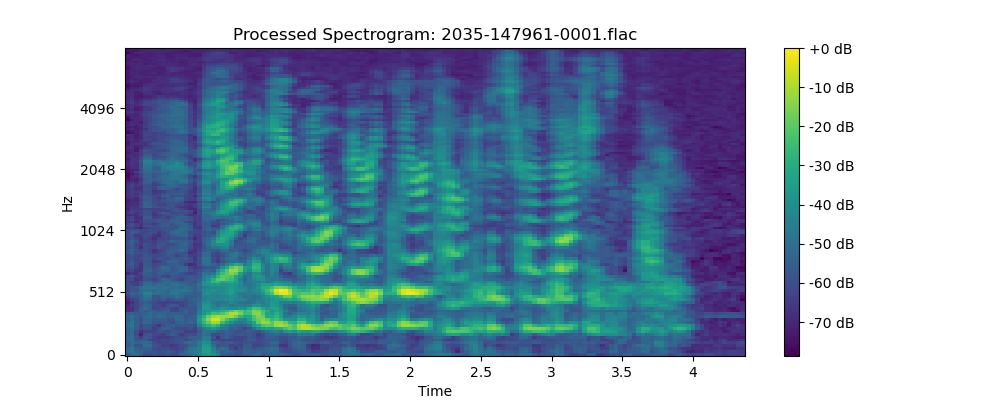 Processed Spectrogram: 2035-147961-0001.flac
Hz
4096
2048
1024
512
0
0 0.5 1 1.5 2 2.5 3 3.5 4
Time
+0 dB
-10 dB
-20 dB
-30 dB
-40 dB
-50 dB
-60 dB
-70 dB